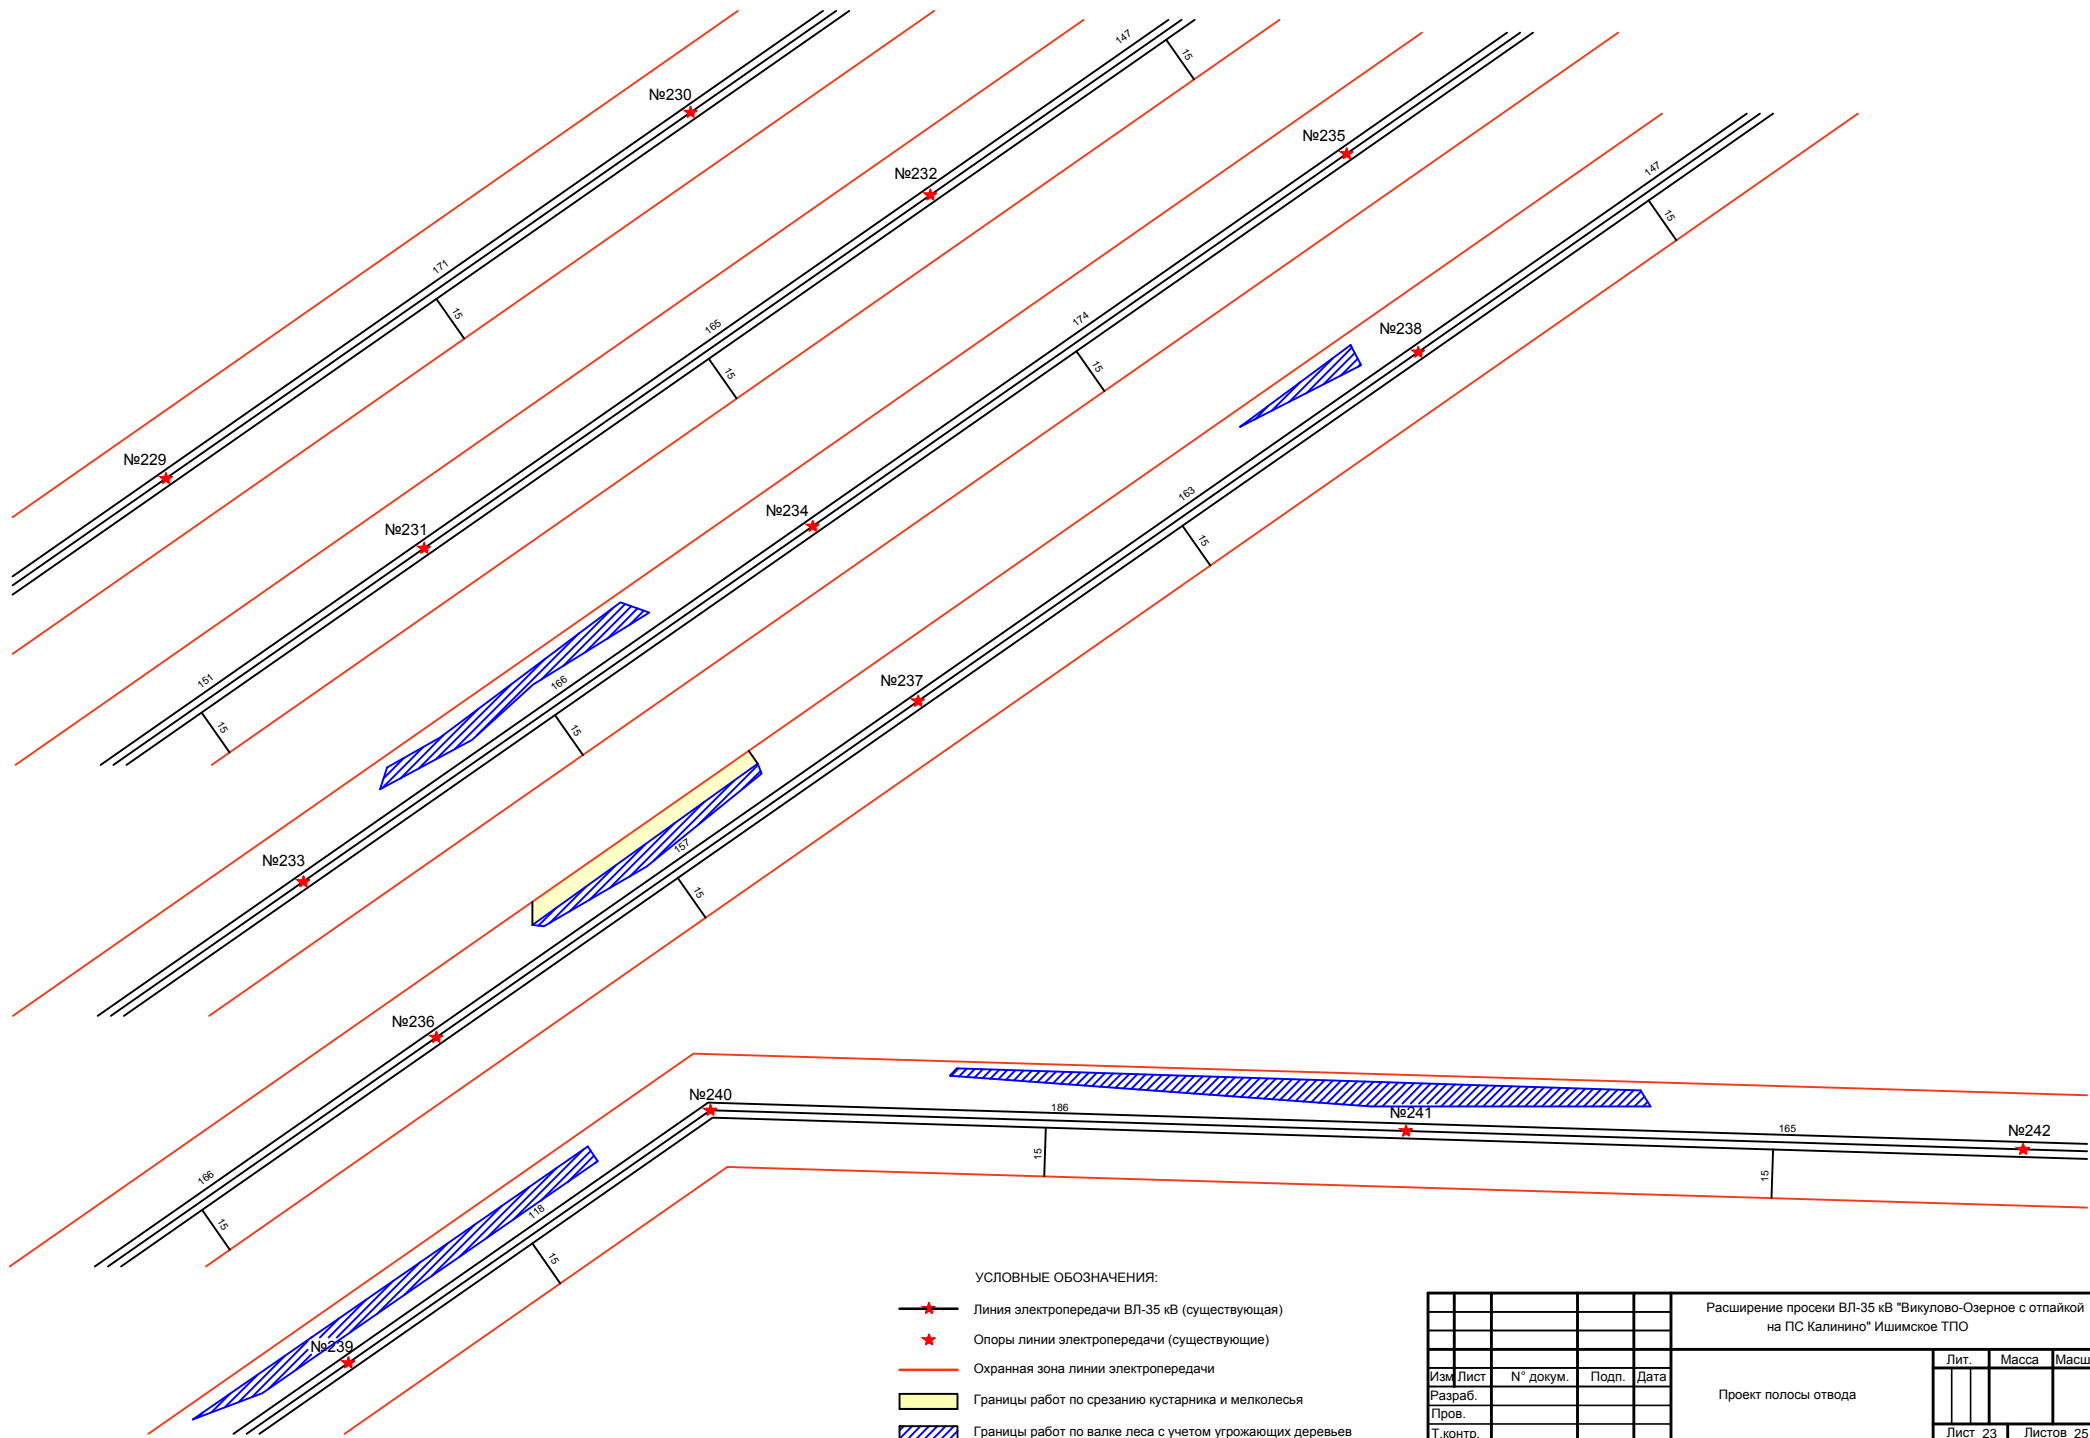 147
15
№230
№235
№232
147
15
171
15
165
174
15
15
№238
№229
№231
№234
163
15
151
15
166
15
№237
№233
157
15
№236
№240
186
№241
165
№242
15
15
166
15
118
15
№239
УСЛОВНЫЕ ОБОЗНАЧЕНИЯ:
Линия электропередачи ВЛ-35 кВ (существующая)
Опоры линии электропередачи (существующие)
Охранная зона линии электропередачи
Границы работ по срезанию кустарника и мелколесья
Границы работ по валке леса с учетом угрожающих деревьев
Расширение просеки ВЛ-35 кВ "Викулово-Озерное с отпайкой
на ПС Калинино" Ишимское ТПО
Изм Лист N° докум. Подп. Дата
Разраб.
Пров.
Т.контр.
Проект полосы отвода
Лит. Масса Масш
Лист 23 Листов 25